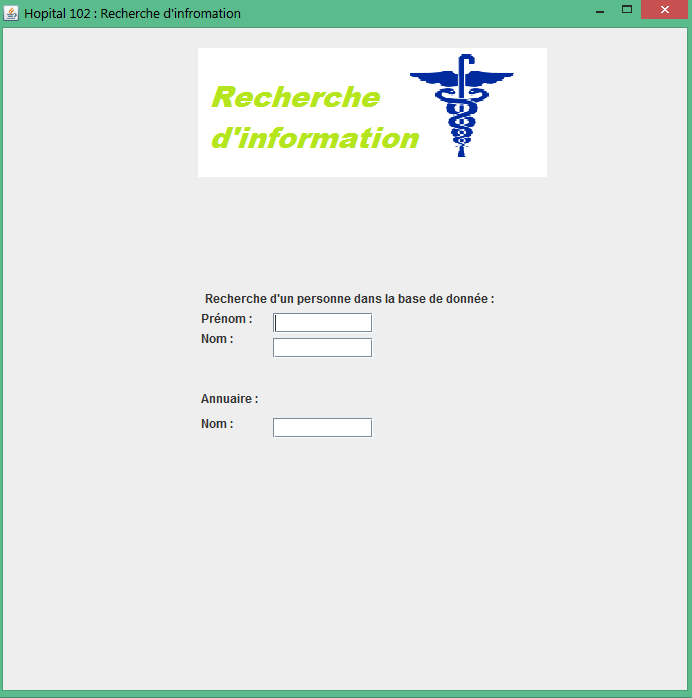 Hopital 102 : Recherche d'infromation
Recherche
d'information
Recherche d'un personne dans la base de donnée :
Prénom :
Nom :
Annuaire :
Nom :